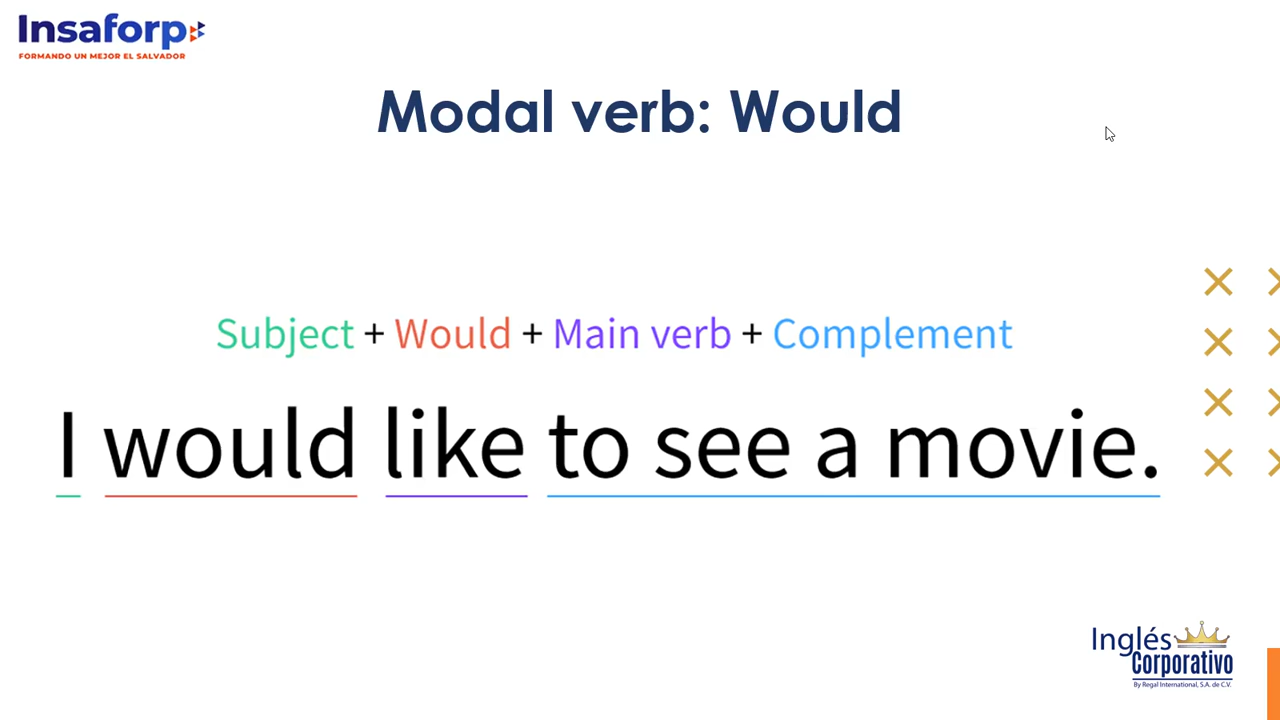 Insaforp
FORMANDO UN MEJOR EL SALVADOR
Modal verb: Would
Subject + Would + Main verb + Complement
I would like to see a movie.
Inglés
Corporativo
By Regal International, S.A. de C.V.